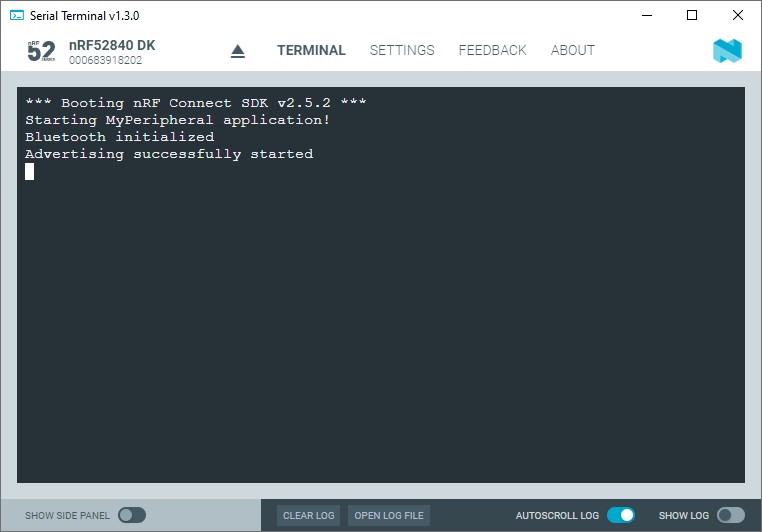 Serial Terminal v1.3.0
nRF
52
SERIES
nRF52840 DK
000683918202
TERMINAL
SETTINGS
FEEDBACK
ABOUT
*** Booting nRF Connect SDK v2.5.2 ***
Starting MyPeripheral application!
Bluetooth initialized
Advertising successfully started
SHOW SIDE PANEL
CLEAR LOG
OPEN LOG FILE
AUTOSCROLL LOG
SHOW LOG